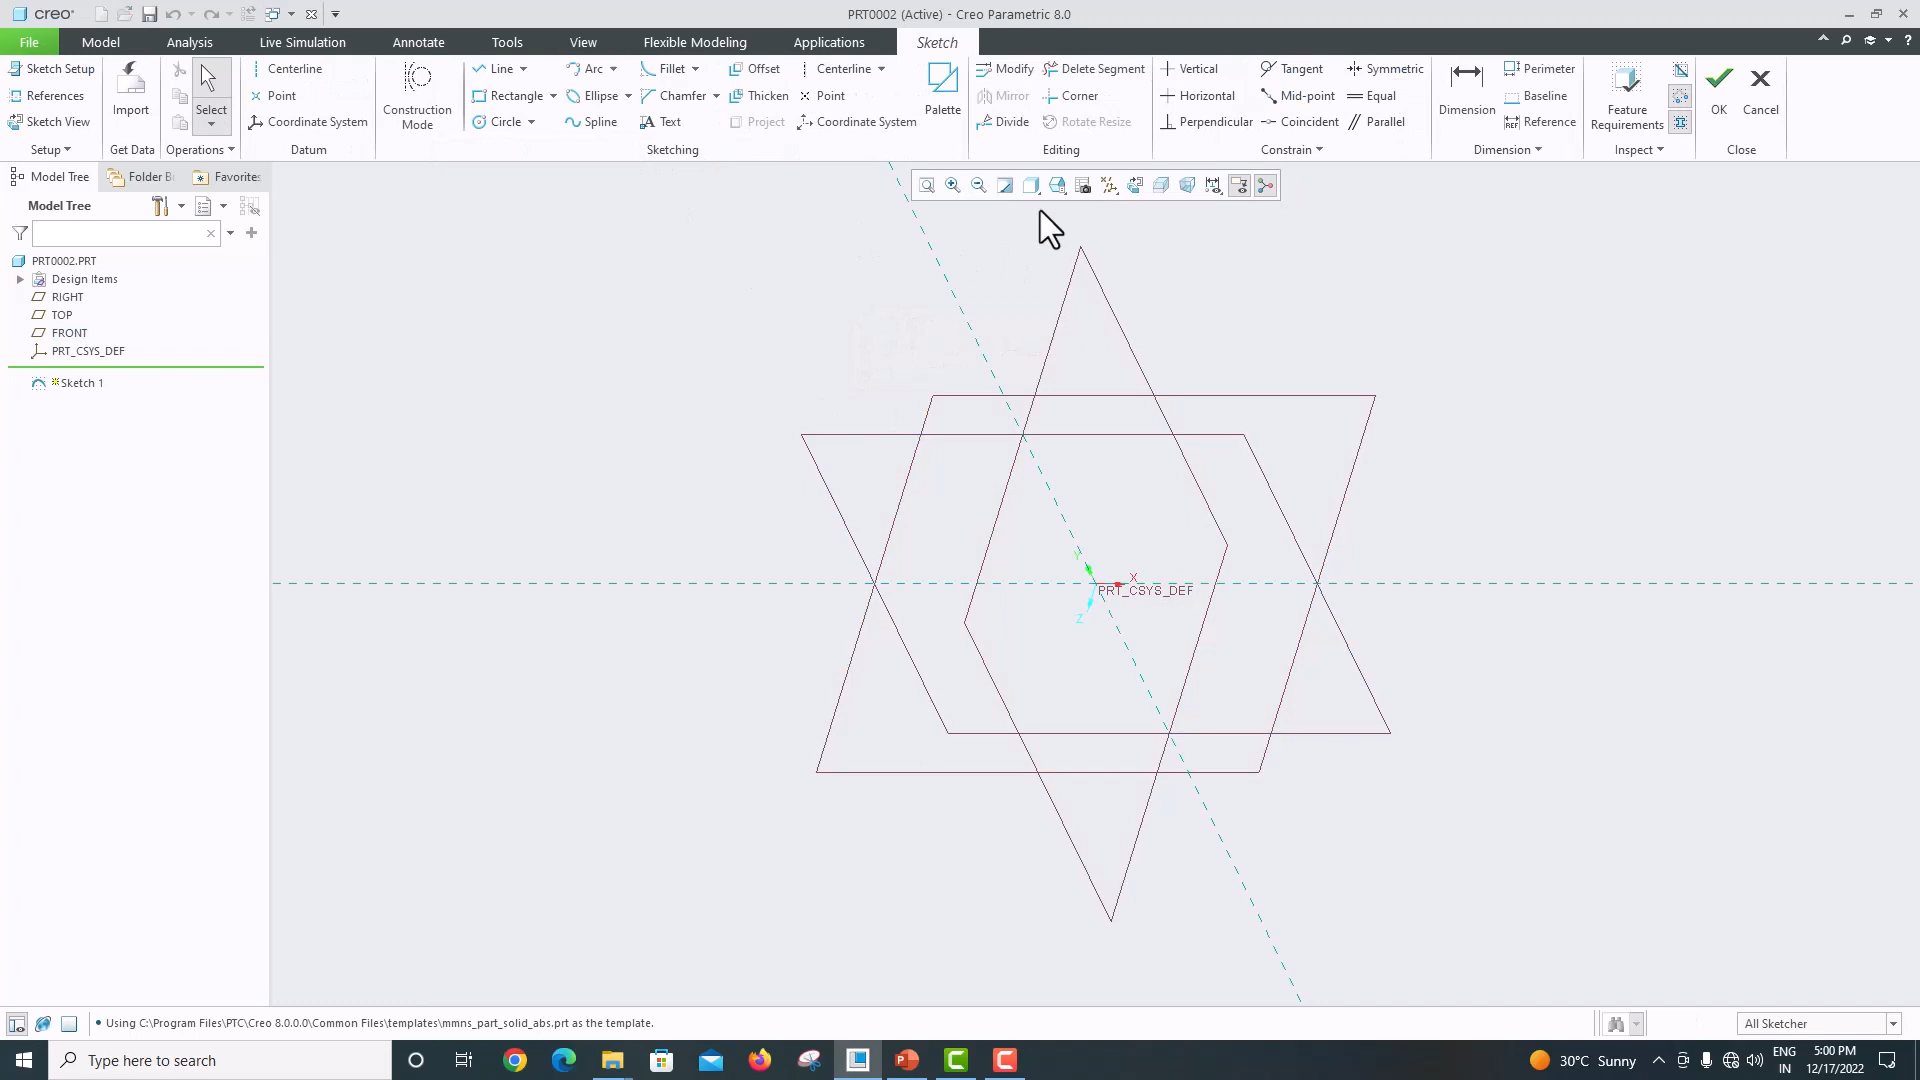 creo
PRT0002 (Active) - Creo Parametric 8.0
File Model Analysis Live Simulation Annotate Tools View Flexible Modeling Applications Sketch
Sketch Setup
References
Sketch View
Setup
Import
Get Data
Select
Operations
Centerline
Point
Coordinate System
Datum
Construction
Mode
Line Arc Fillet Offset Centerline
Rectangle Ellipse Chamfer Thicken Point
Circle Spline Text Project Coordinate System
Palette
Sketching
Modify Delete Segment
Mirror Corner
Divide Rotate Resize
Editing
Vertical Tangent Symmetric
Horizontal Mid-point Equal
Perpendicular Coincident Parallel
Constrain
Dimension
Perimeter
Baseline
Reference
Dimension
Feature
Requirements
Inspect
OK
Cancel
Close
Model Tree Folder B Favorites
Model Tree
PRT0002.PRT
Design Items
RIGHT
TOP
FRONT
PRT_CSYS_DEF
Sketch 1
Y
X
PRT_CSYS_DEF
Z
• Using C:\Program Files\PTC\Creo 8.0.0.0\Common Files\templates\mmns_part_solid_abs.prt as the template.
All Sketcher
Type here to search
30°C Sunny
ENG
IN
5:00 PM
12/17/2022